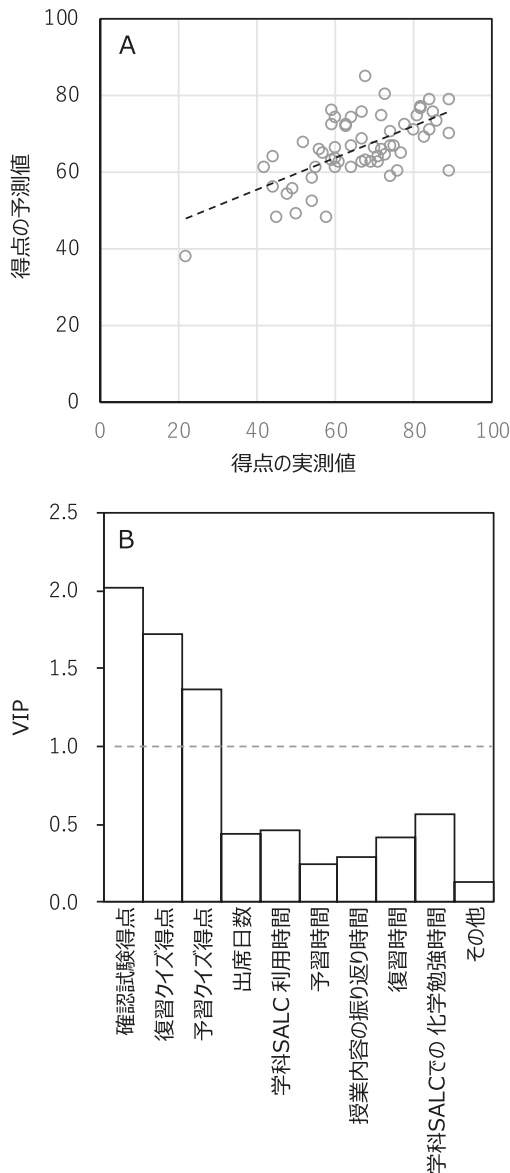 100
A
80
60
40
20
0
得点の予測値
0 20 40 60 80 100
得点の実測値
2.5
B
2.0
1.5
1.0
0.5
0.0
VIP
確認試験得点
復習クイズ得点
予習クイズ得点
出席日数
学科SALC 利用時間
予習時間
授業内容の振り返り時間
復習時間
学科SALCでの 化学勉強時間
その他